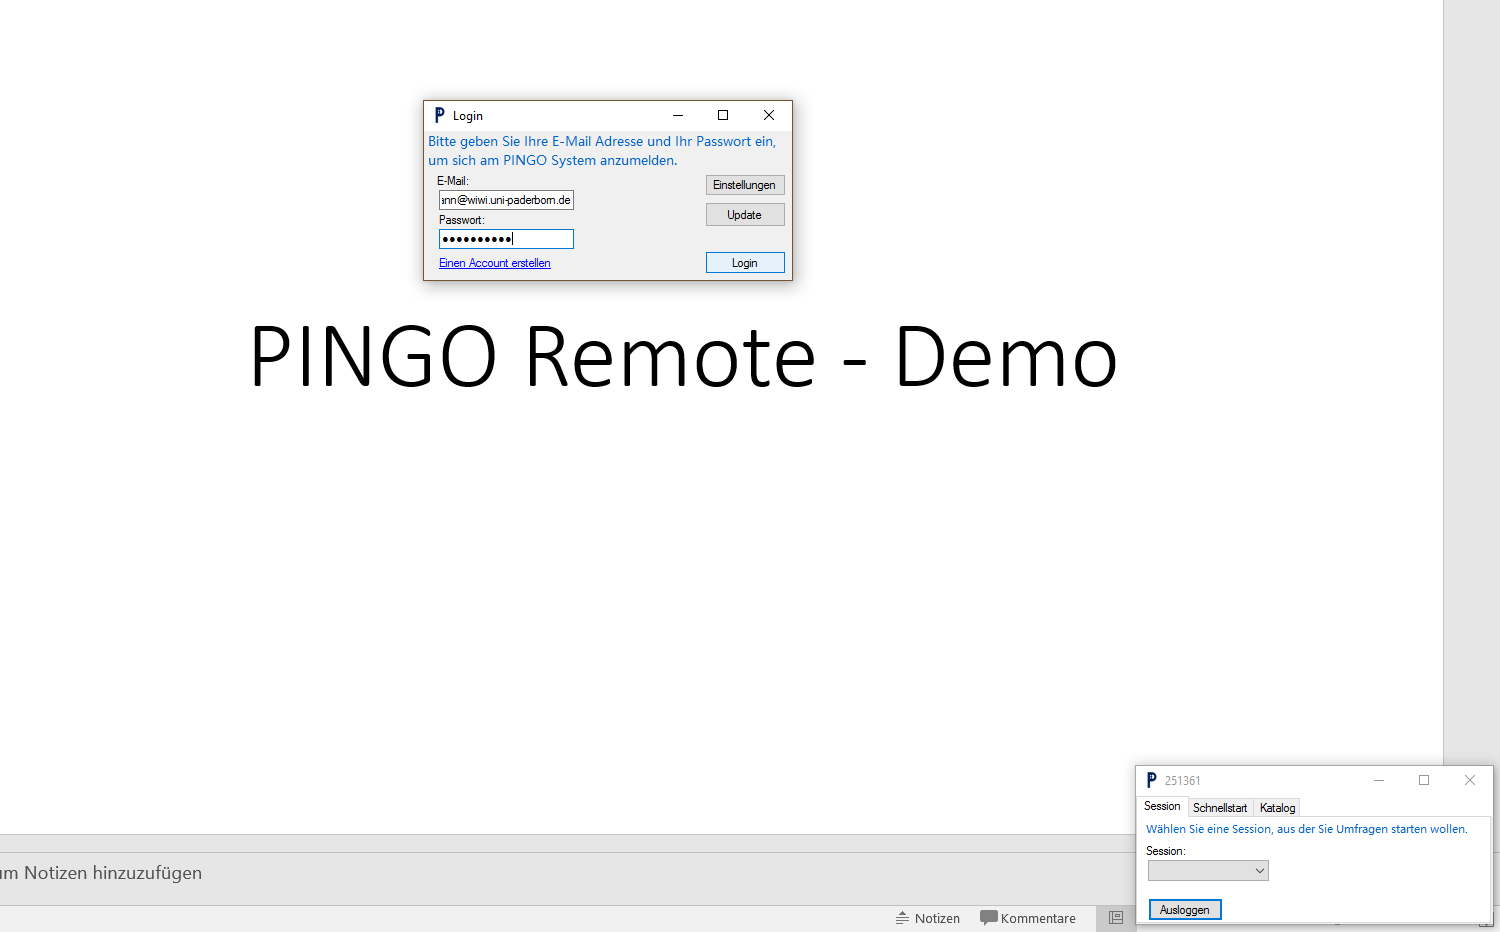 Login
Bitte geben Sie Ihre E-Mail Adresse und Ihr Passwort ein,
um sich am PINGO System anzumelden.
E-Mail:
Einstellungen
ann@wiwi.uni-paderborn.de
Update
Passwort:
Einen Account erstellen
Login
PINGO Remote - Demo
251361
Session Schnellstart Katalog
Wählen Sie eine Session, aus der Sie Umfragen starten wollen.
Session:
Ausloggen
um Notizen hinzuzufügen
Notizen Kommentare